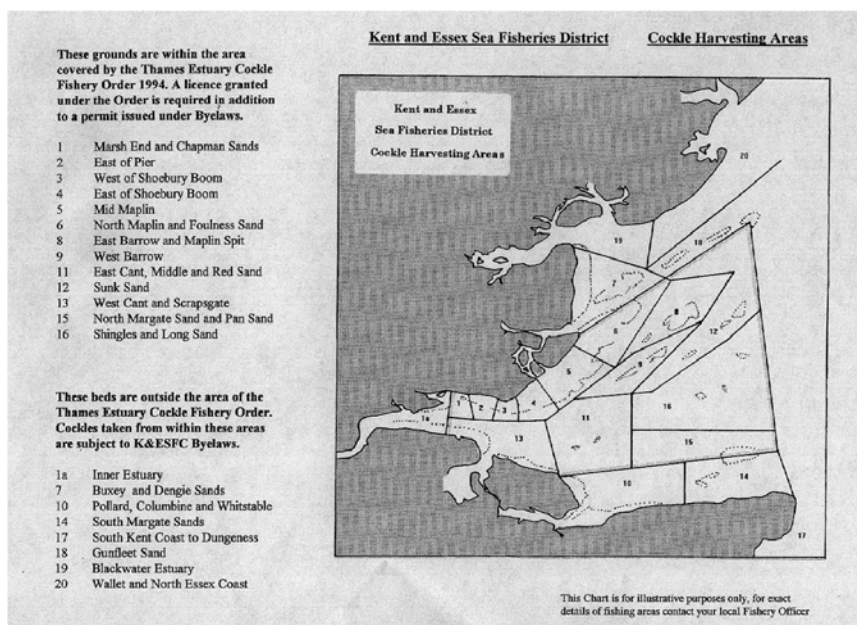 Kent and Essex Sea Fisheries District Cockle Harvesting Areas
These grounds are within the area
covered by the Thames Estuary Cockle
Fishery Order 1994. A licence granted
under the Order is required in addition
to a permit issued under Byelaws.
1 Marsh End and Chapman Sands
2 East of Pier
3 West of Shoebury Boom
4 East of Shoebury Boom
5 Mid Maplin
6 North Maplin and Foulness Sand
8 East Barrow and Maplin Spit
9 West Barrow
11 East Cant, Middle and Red Sand
12 Sunk Sand
13 West Cant and Scrapsgate
15 North Margate Sand and Pan Sand
16 Shingles and Long Sand
These beds are outside the area of the
Thames Estuary Cockle Fishery Order.
Cockles taken from within these areas
are subject to K&ESFC Byelaws.
1a Inner Estuary
7 Buxey and Dengie Sands
10 Pollard, Columbine and Whitstable
14 South Margate Sands
17 South Kent Coast to Dungeness
18 Gunfleet Sand
19 Blackwater Estuary
20 Wallet and North Essex Coast
Kent and Essex
Sea Fisheries District
Cockle Harvesting Areas
20
19
18
7
8
12
6
5
9
1a
1
2
3
4
11
16
13
15
10
14
17
This Chart is for illustrative purposes only, for exact
details of fishing areas contact your local Fishery Officer